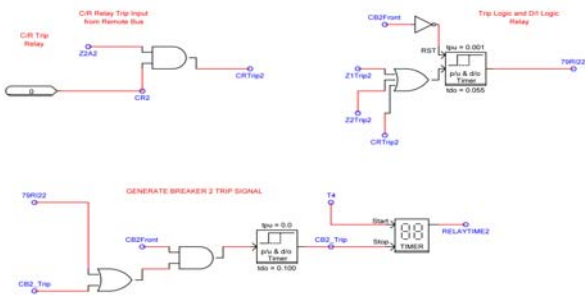 C/R Relay Trip Input
from Remote Bus
C/R Trip
Relay
Z2A2
0
CR2
CRTrip2
Trip Logic and D/I Logic
Relay
CB2Front
RST
tpu = 0.001
p/u & d/o
Timer
tdo = 0.055
79RI22
Z1Trip2
Z2Trip2
CRTrip2
GENERATE BREAKER 2 TRIP SIGNAL
79RI22
CB2_Trip
CB2Front
tpu = 0.0
p/u & d/o
Timer
tdo = 0.100
CB2_Trip
T4
Start
Stop
TIMER
RELAYTIME2